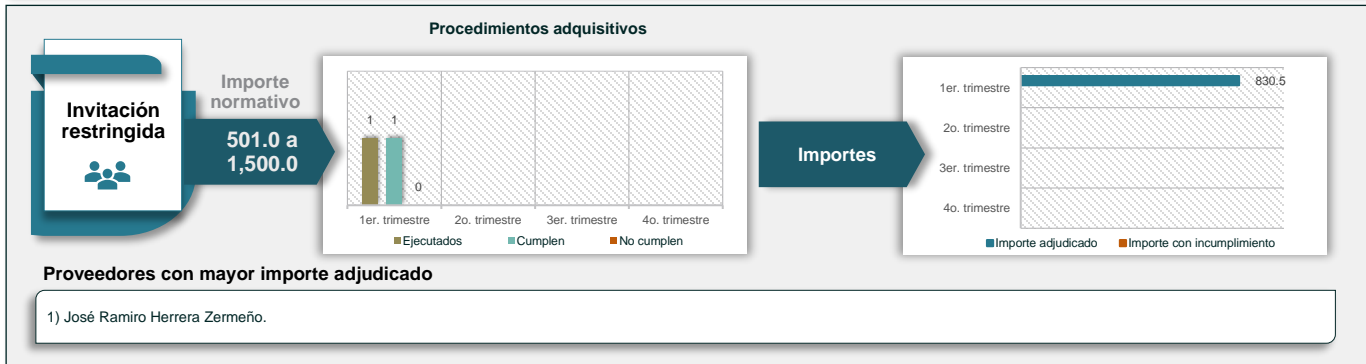 Procedimientos adquisitivos
Invitación
restringida
Importe
normativo
501.0 a
1,500.0
1 1
0
1er. trimestre 2o. trimestre 3er. trimestre 4o. trimestre
Ejecutados Cumplen No cumplen
Importes
1er. trimestre 830.5
2o. trimestre
3er. trimestre
4o. trimestre
Importe adjudicado Importe con incumplimiento
Proveedores con mayor importe adjudicado
1) José Ramiro Herrera Zermeño.